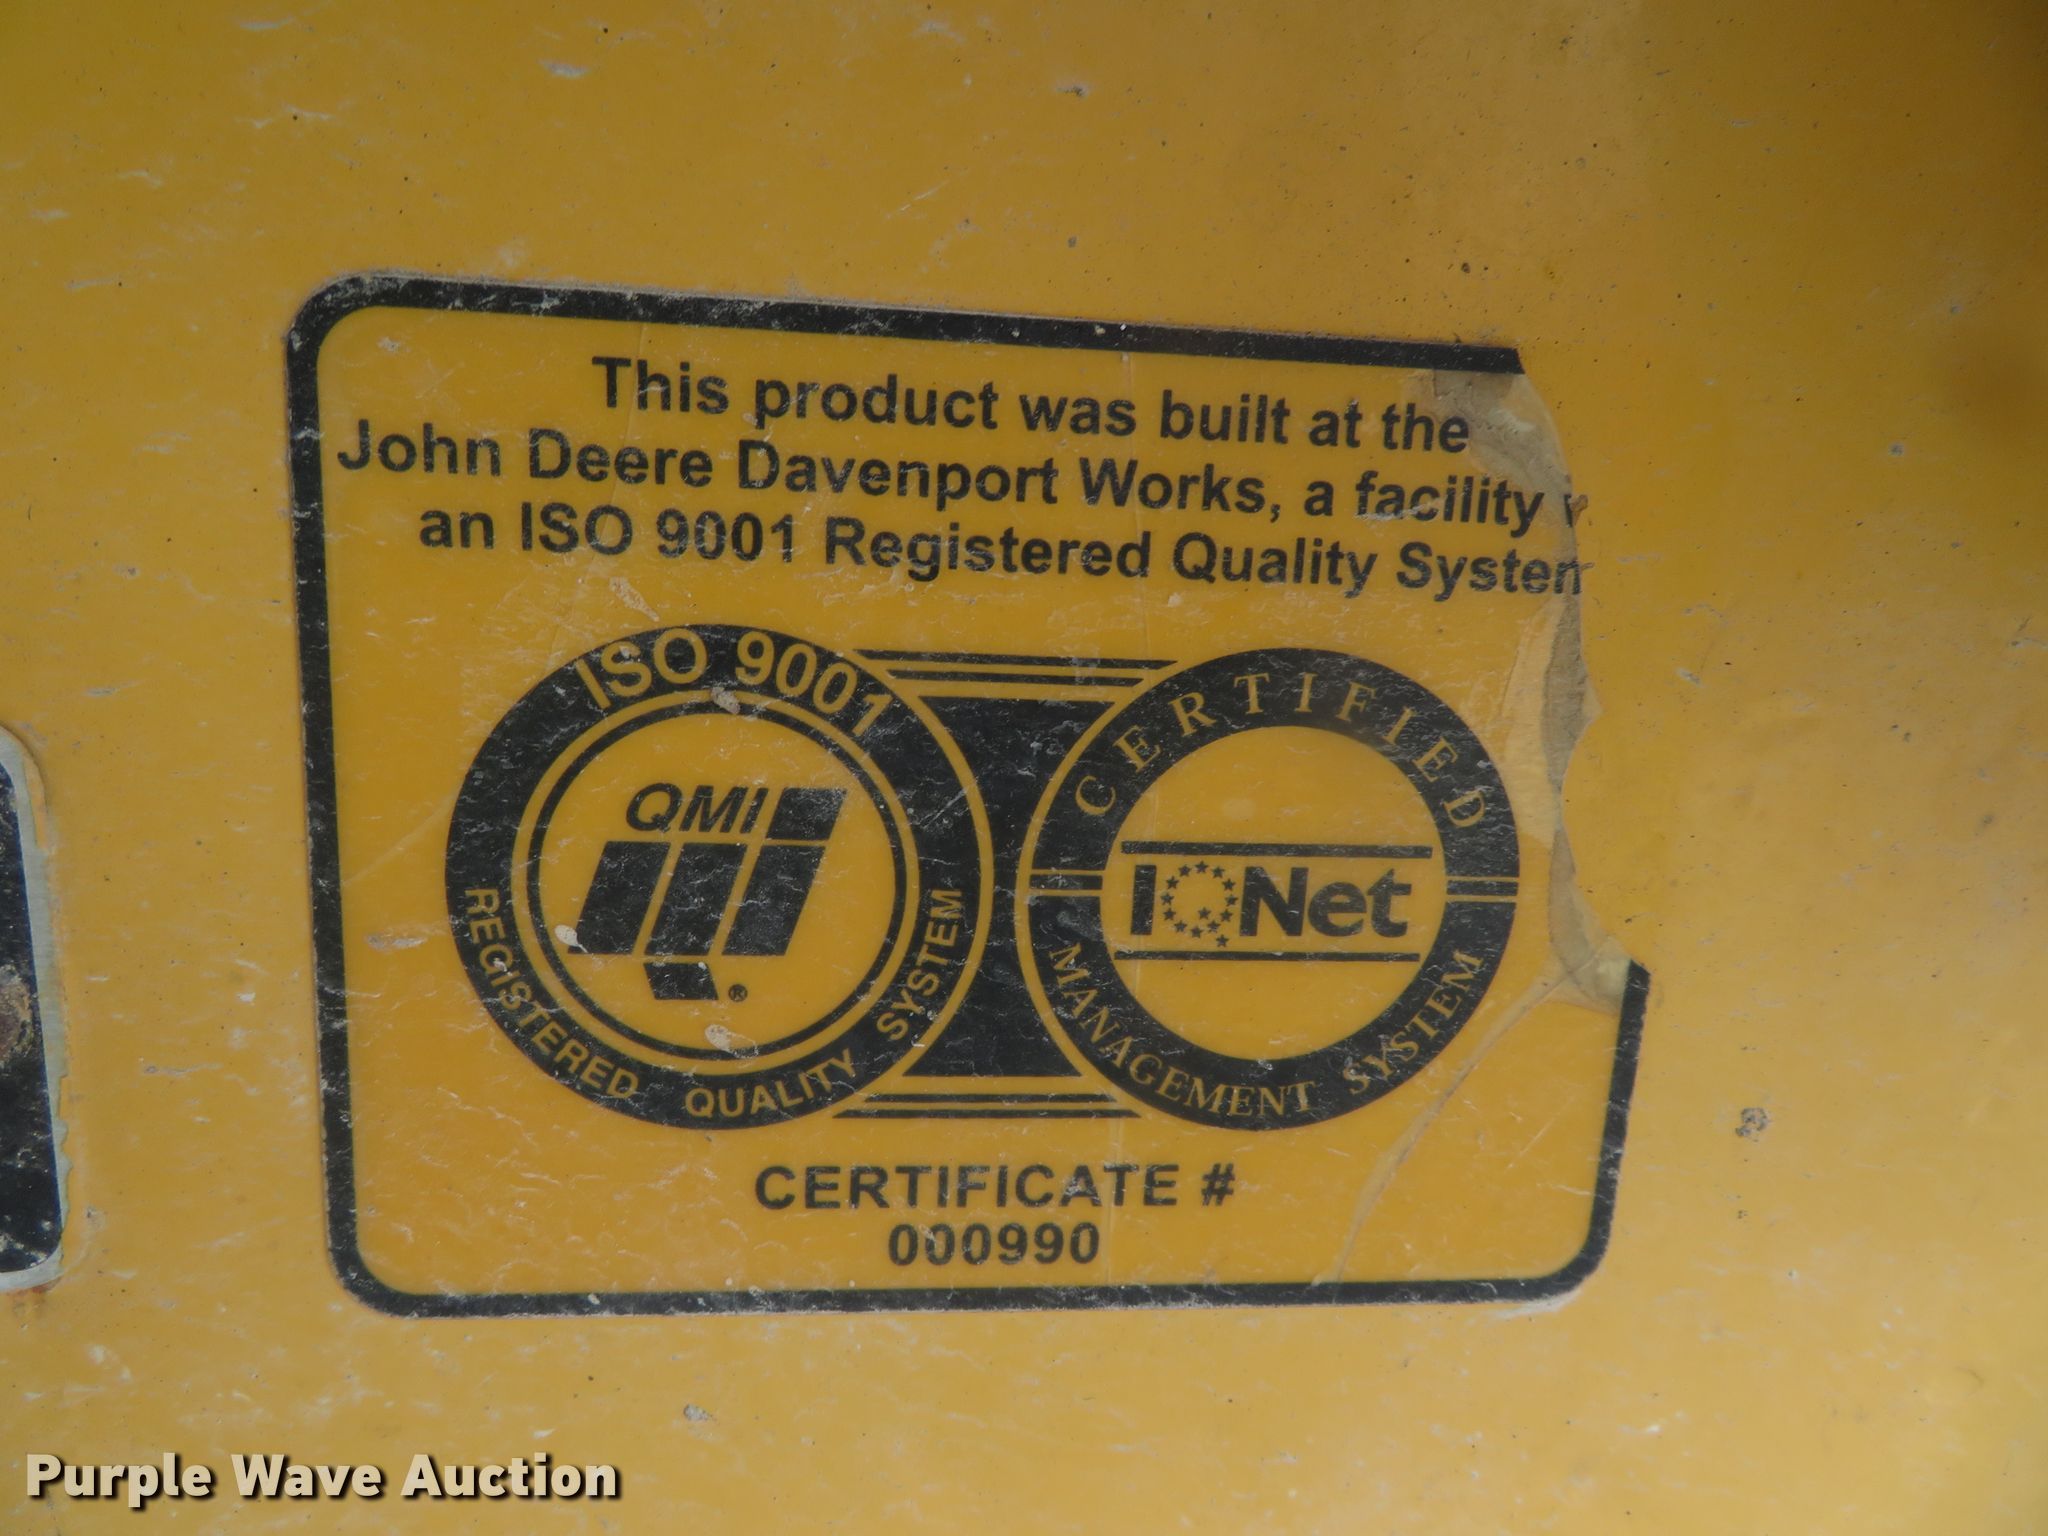 This product was built at the
John Deere Davenport Works, a facility
an ISO 9001 Registered Quality System
ISO 9001
QMI
®
REGISTERED QUALITY SYSTEM
CERTIFIED
IQNet
MANAGEMENT SYSTEM
CERTIFICATE #
000990
Purple Wave Auction